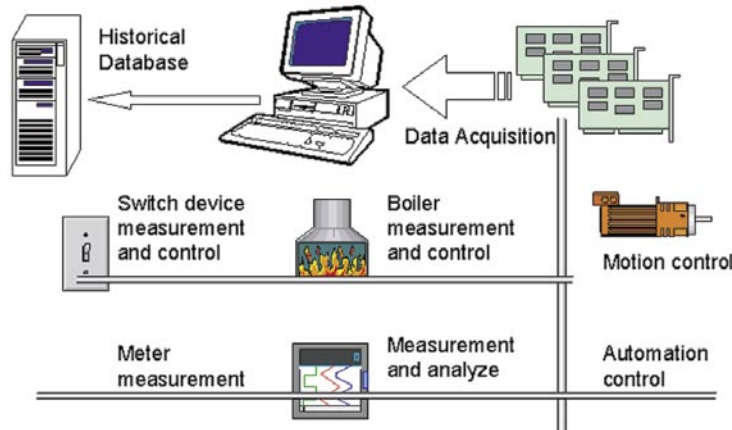 Historical
Database
Data Acquisition
Switch device
measurement
and control
Boiler
measurement
and control
Motion control
Meter
measurement
Measurement
and analyze
Automation
control